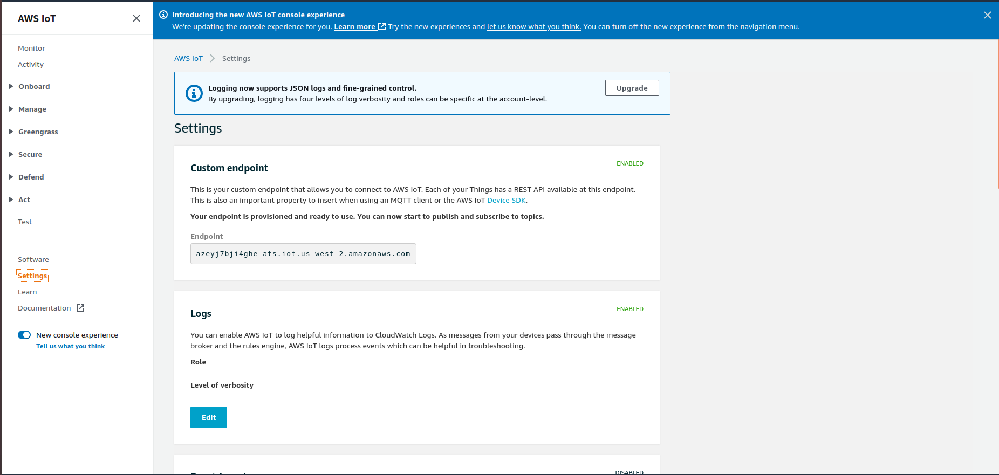 AWS IoT
Monitor
Activity
Onboard
Manage
Greengrass
Secure
Defend
Act
Test
Software
Settings
Learn
Documentation
New console experience
Tell us what you think
Introducing the new AWS IoT console experience
We're updating the console experience for you. Learn more Try the new experiences and let us know what you think. You can turn off the new experience from the navigation menu.
AWS IoT Settings
Logging now supports JSON logs and fine-grained control.
By upgrading, logging has four levels of log verbosity and roles can be specific at the account-level.
Upgrade
Settings
Custom endpoint
ENABLED
This is your custom endpoint that allows you to connect to AWS IoT. Each of your Things has a REST API available at this endpoint.
This is also an important property to insert when using an MQTT client or the AWS IoT Device SDK.
Your endpoint is provisioned and ready to use. You can now start to publish and subscribe to topics.
Endpoint
azeyj7bji4ghe-ats.iot.us-west-2.amazonaws.com
Logs
ENABLED
You can enable AWS IoT to log helpful information to CloudWatch Logs. As messages from your devices pass through the message
broker and the rules engine, AWS IoT logs process events which can be helpful in troubleshooting.
Role
Level of verbosity
Edit
DISABLED